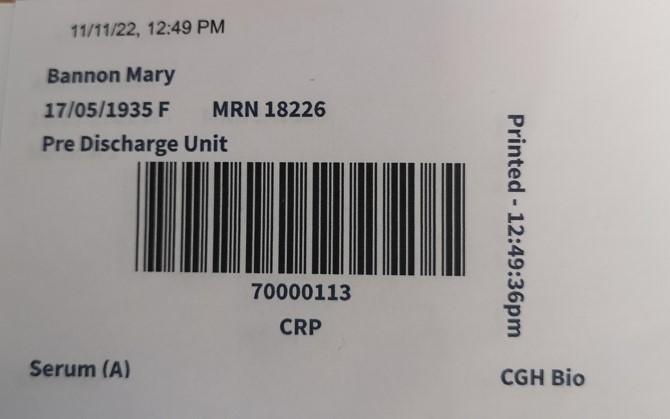 11/11/22, 12:49 PM
Bannon Mary
17/05/1935 F MRN 18226
Pre Discharge Unit
70000113
CRP
Serum (A)
CGH Bio
Printed - 12:49:36pm